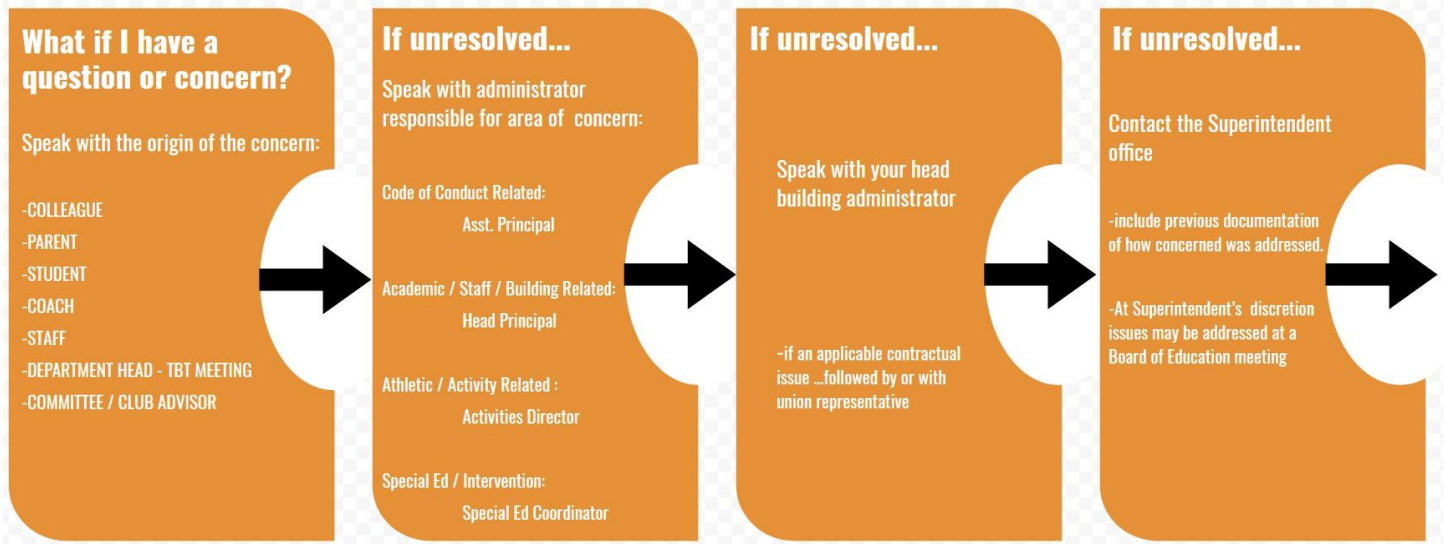 What if I have a
question or concern?
Speak with the origin of the concern:
-COLLEAGUE
-PARENT
-STUDENT
-COACH
-STAFF
-DEPARTMENT HEAD - TBT MEETING
-COMMITTEE / CLUB ADVISOR
If unresolved...
Speak with administrator
responsible for area of concern:
Code of Conduct Related:
Asst. Principal
Academic / Staff / Building Related:
Head Principal
Athletic / Activity Related :
Activities Director
Special Ed / Intervention:
Special Ed Coordinator
If unresolved...
Speak with your head
building administrator
-if an applicable contractual
issue ...followed by or with
union representative
If unresolved...
Contact the Superintendent
office
-include previous documentation
of how concerned was addressed.
-At Superintendent's discretion
issues may be addressed at a
Board of Education meeting